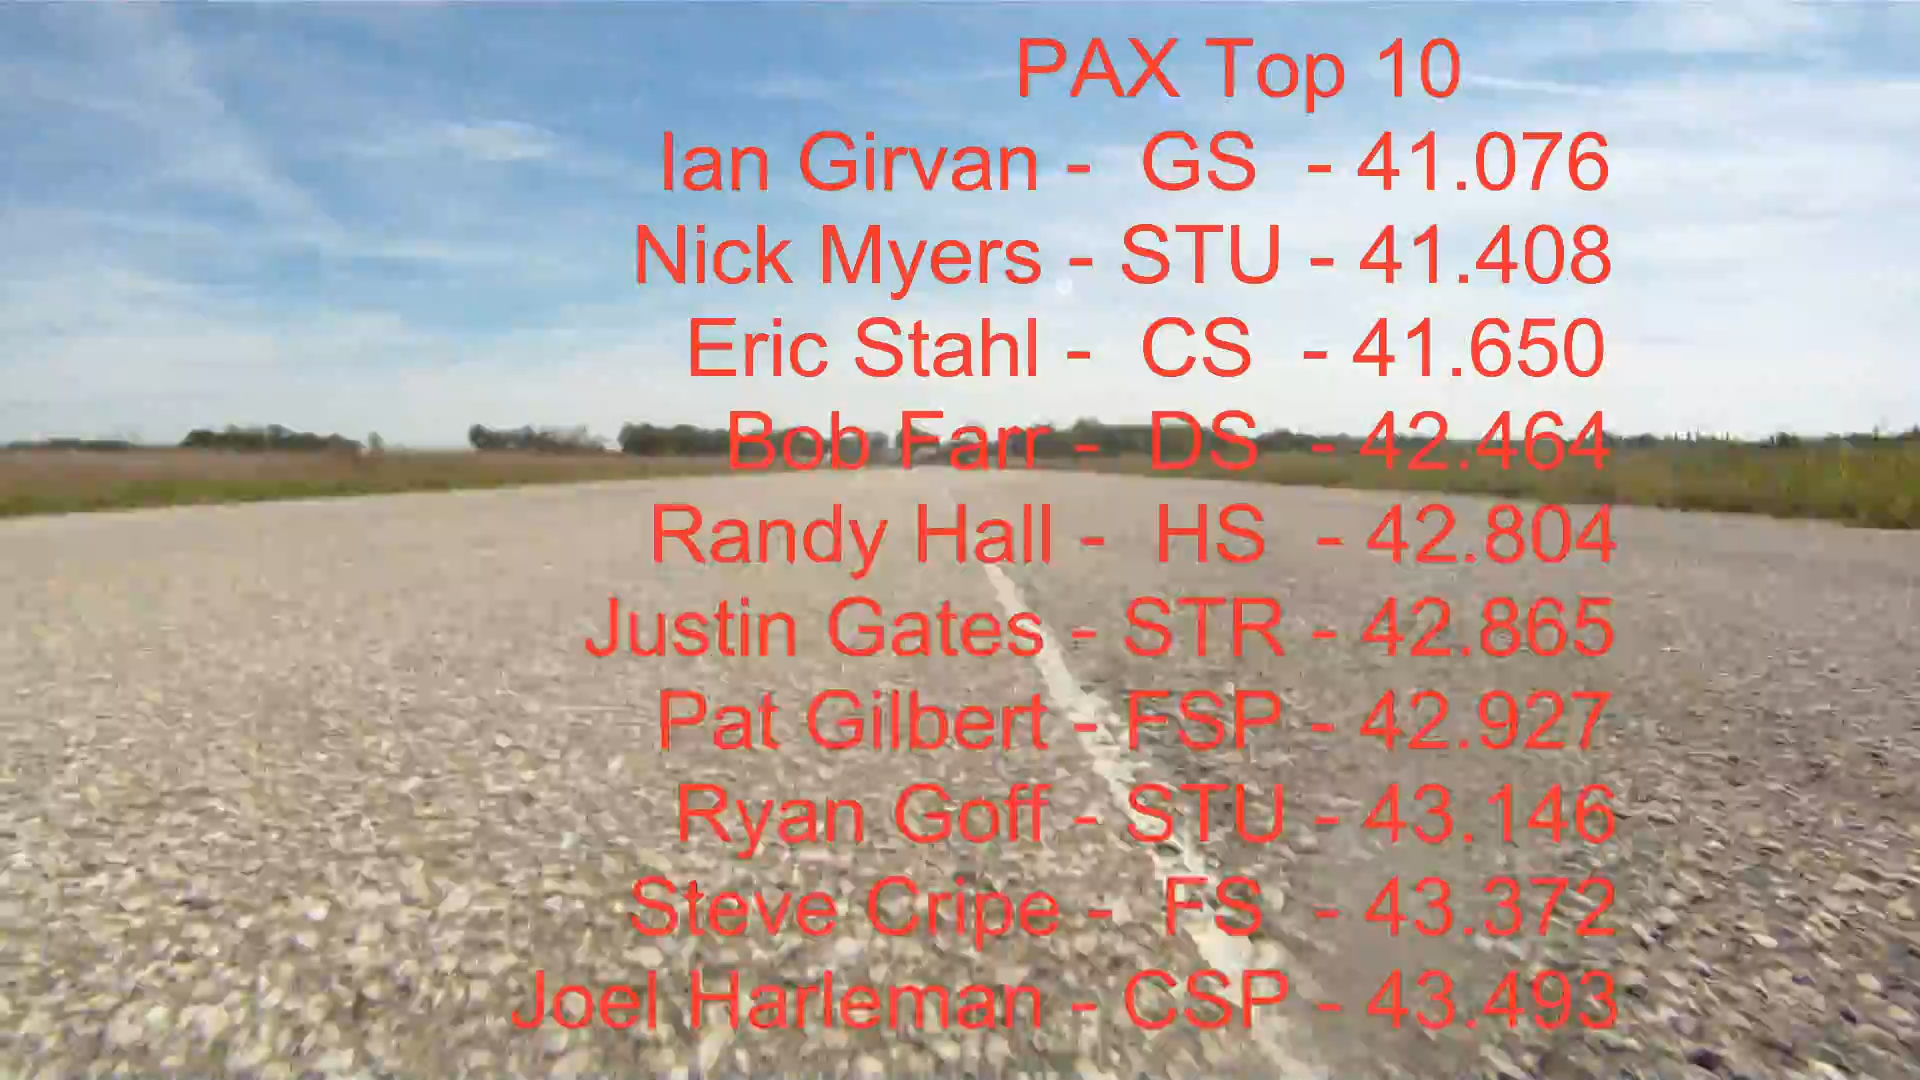 PAX Top 10
Ian Girvan - GS - 41.076
Nick Myers - STU - 41.408
Eric Stahl - CS - 41.650
Bob Farr - DS - 42.464
Randy Hall - HS - 42.804
Justin Gates - STR - 42.865
Pat Gilbert - FSP - 42.927
Ryan Goff - STU - 43.146
Steve Cripe - FS - 43.372
Joel Harleman - CSP - 43.493